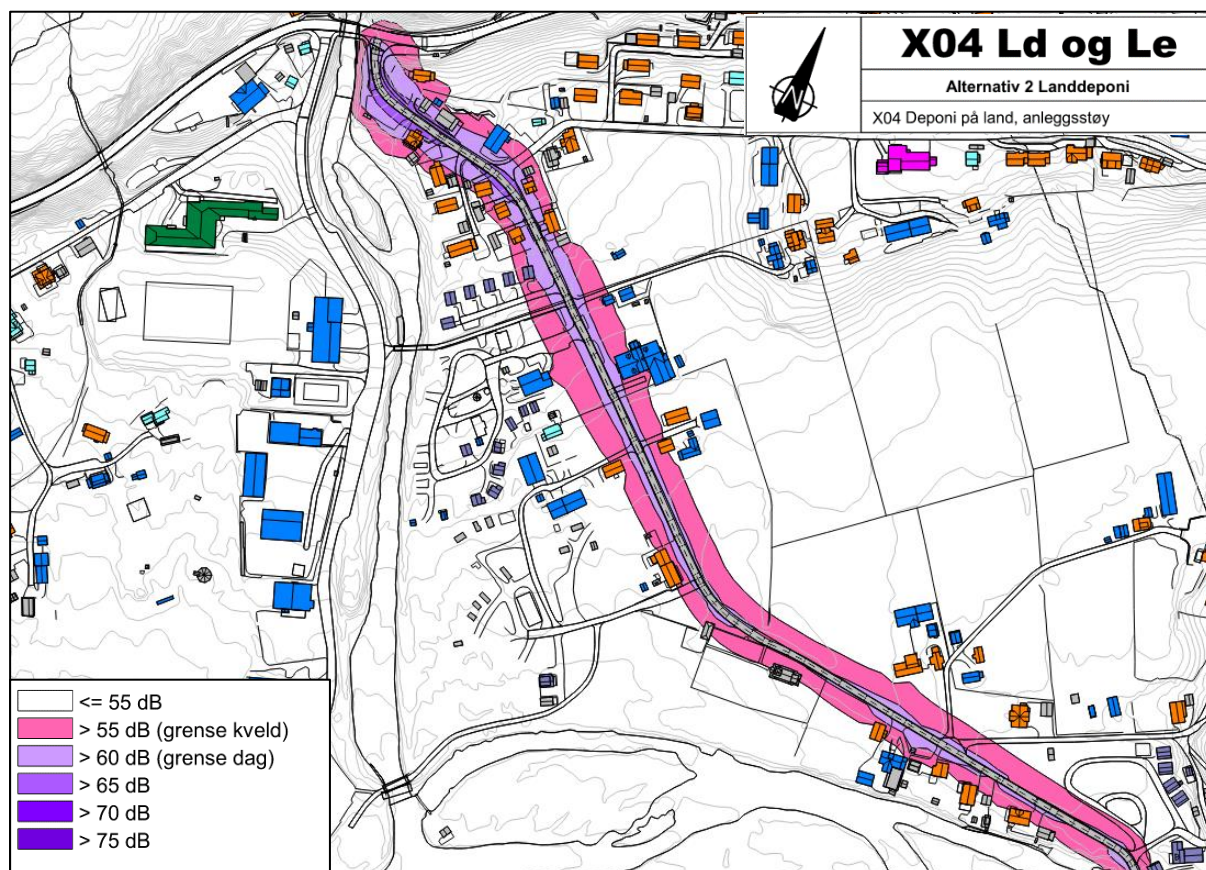 X04 Ld og Le
Alternativ 2 Landdeponi
X04 Deponi på land, anleggsstøy
N
<= 55 dB
> 55 dB (grense kveld)
> 60 dB (grense dag)
> 65 dB
> 70 dB
> 75 dB